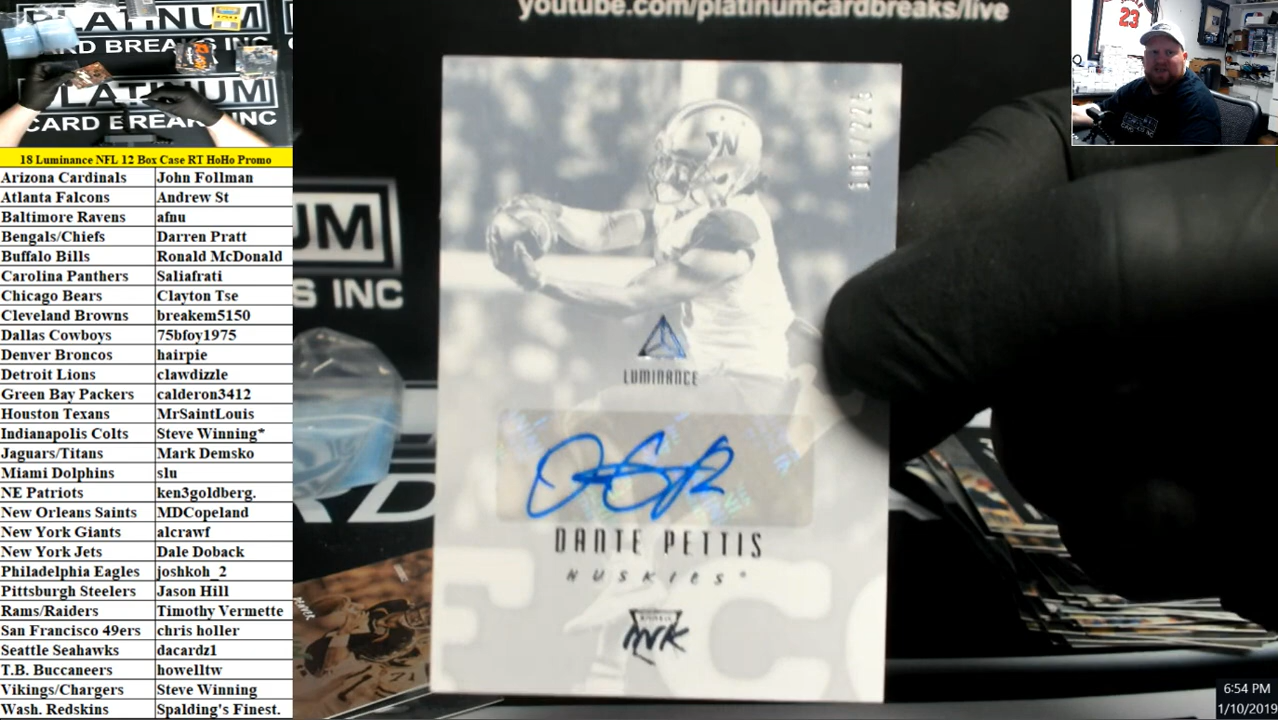 youtube.com/platinumcardbreaks/live
PLATINUM
CARD BREAKS INC
PLATINUM
CARD BREAKS INC
23
18 Luminance NFL 12 Box Case RT HoHo Promo
Arizona Cardinals John Follman
Atlanta Falcons Andrew St
Baltimore Ravens afnu
Bengals/Chiefs Darren Pratt
Buffalo Bills Ronald McDonald
Carolina Panthers Saliafrati
Chicago Bears Clayton Tse
Cleveland Browns breakem5150
Dallas Cowboys 75bfoy1975
Denver Broncos hairpie
Detroit Lions clawdizzle
Green Bay Packers calderon3412
Houston Texans MrSaintLouis
Indianapolis Colts Steve Winning*
Jaguars/Titans Mark Demsko
Miami Dolphins slu
NE Patriots ken3goldberg.
New Orleans Saints MDCopeland
New York Giants alcrawf
New York Jets Dale Doback
Philadelphia Eagles joshkoh_2
Pittsburgh Steelers Jason Hill
Rams/Raiders Timothy Vermette
San Francisco 49ers chris holler
Seattle Seahawks dacardz1
T.B. Buccaneers howelltw
Vikings/Chargers Steve Winning
Wash. Redskins Spalding's Finest.
UM
S INC
W
LUMINANCE
DANTE PETTIS
HUSKIES
6:54 PM
1/10/2019